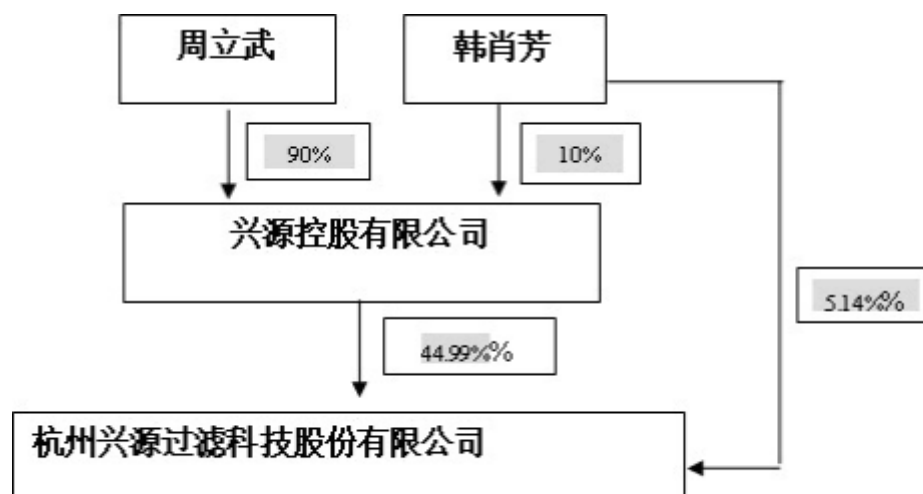 周立武
韩肖芳
90%
10%
兴源控股有限公司
5.14%%
44.99%%
杭州兴源过滤科技股份有限公司